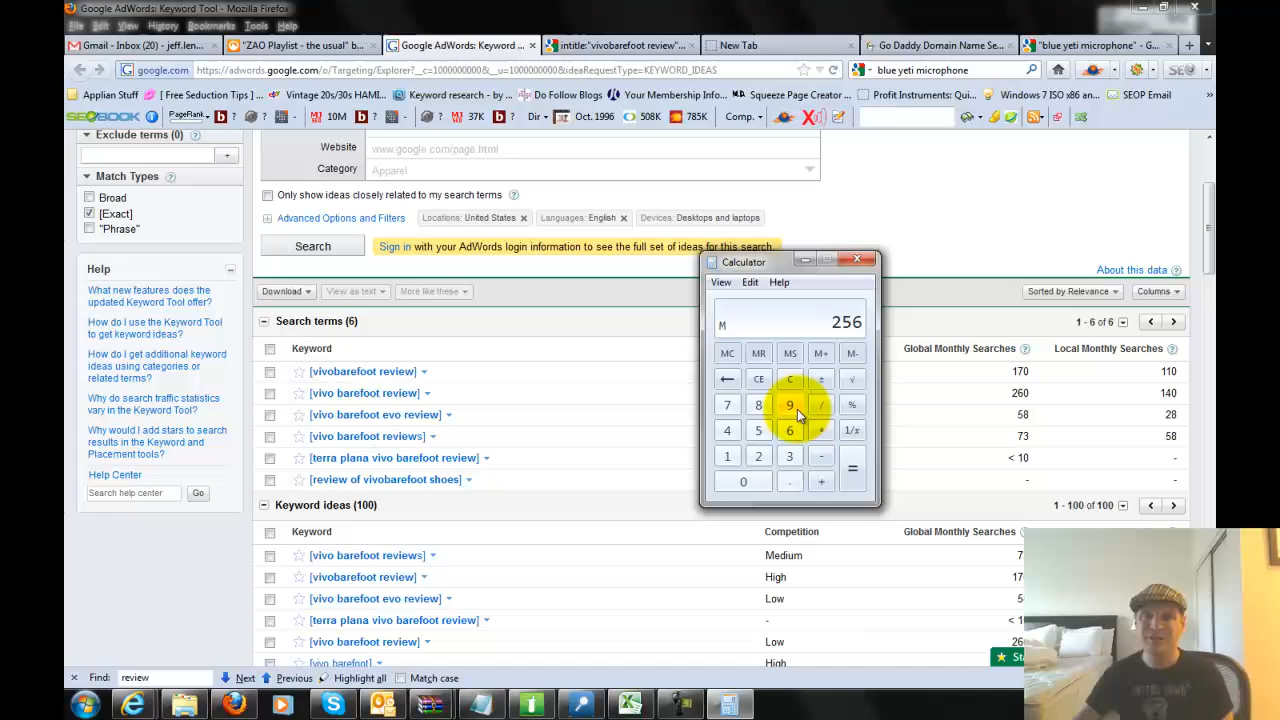 Google AdWords: Keyword Tool - Mozilla Firefox
File Edit View History Bookmarks Tools Help
Gmail - Inbox (20) - jeff.len... "ZAO Playlist - the usual" b... Google AdWords: Keyword ... intitle:"vivobarefoot review"... New Tab Go Daddy Domain Name Se... "blue yeti microphone" - G...
google.com https://adwords.google.com/o/Targeting/Explorer?__c=1000000000&__u=1000000000&ideaRequestType=KEYWORD_IDEAS "blue yeti microphone" SEO
Applian Stuff [ Free Seduction Tips ] ... Vintage 20s/30s HAMI... Keyword research - by ... Do Follow Blogs Your Membership Info... Squeeze Page Creator ... Profit Instruments: Qui... Windows 7 ISO x86 an... SEOP Email
SEOBOOK PageRank ? 10M ? 37K ? Dir Oct. 1996 508K 785K Comp.
Exclude terms (0)
+
Match Types
Broad
[Exact]
"Phrase"
Website www.google.com/page.html
Category Apparel
Only show ideas closely related to my search terms
Advanced Options and Filters Locations: United States × Languages: English × Devices: Desktops and laptops
Search Sign in with your AdWords login information to see the full set of ideas for this search.
Help
What new features does the updated Keyword Tool offer?
How do I use the Keyword Tool to get keyword ideas?
How do I get additional keyword ideas using categories or related terms?
Why do search traffic statistics vary in the Keyword Tool?
Why would I add stars to search results in the Keyword and Placement tools?
Help Center
Search help center Go
About this data
Download View as text More like these Sorted by Relevance Columns
Search terms (6) 1 - 6 of 6
Keyword Global Monthly Searches Local Monthly Searches
[vivobarefoot review] 170 110
[vivo barefoot review] 260 140
[vivo barefoot evo review] 58 28
[vivo barefoot reviews] 73 58
[terra plana vivo barefoot review] < 10 -
[review of vivobarefoot shoes] - -
Keyword ideas (100) 1 - 100 of 100
Keyword Competition Global Monthly Searches Local Monthly Searches
[vivo barefoot reviews] Medium 7
[vivobarefoot review] High 17
[vivo barefoot evo review] Low 5
[terra plana vivo barefoot review] - < 1
[vivo barefoot review] Low 26
[vivo barefoot] High
Calculator
View Edit Help
M 256
MC MR MS M+ M-
← CE C ± √
7 8 9 / %
4 5 6 * 1/x
1 2 3 - =
0 . +
Find: review Next Previous Highlight all Match case